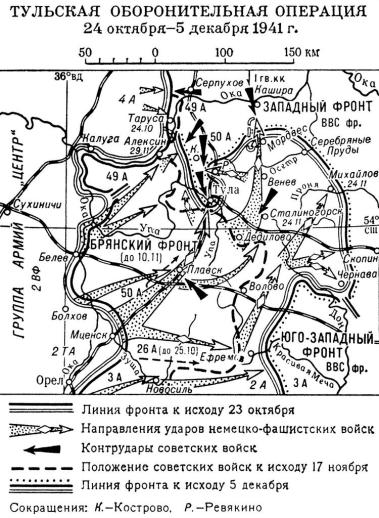 ТУЛЬСКАЯ ОБОРОНИТЕЛЬНАЯ ОПЕРАЦИЯ
24 октября–5 декабря 1941 г.
50 0 50 100 150 км
36°вд
Серпухов
1 гв.кк
Кашира
Ока
Ока
4 А
49 А
ЗАПАДНЫЙ ФРОНТ
ВВС фр.
Таруса
24.10
Алексин
29.11
50 А
К.
Р.
Мордвес
Серебряные
Пруды
Калуга
Осетр
49 А
Венев
Михайлов
24.11
Тула
ГРУППА АРМИЙ „ЦЕНТР"
2 ВФ
Сухиничи
Сталиногорск
24.11
54°
сш
Упа
БРЯНСКИЙ ФРОНТ
(до 10.11)
Упа
Дедилово
Белев
Скопин
Плавск
Чернава
50 А
Волово
Дон
Болхов
Мценск
26 А (до 25.10)
Ефремов
ЮГО-ЗАПАДНЫЙ
ФРОНТ
ВВС фр.
2 ТА
Красивая Меча
Орел
Ока
3 А
Новосиль
2 А
3 А
Линия фронта к исходу 23 октября
Направления ударов немецко-фашистских войск
Контрудары советских войск
Положение советских войск к исходу 17 ноября
Линия фронта к исходу 5 декабря
Сокращения: К.–Кострово, Р.–Ревякино